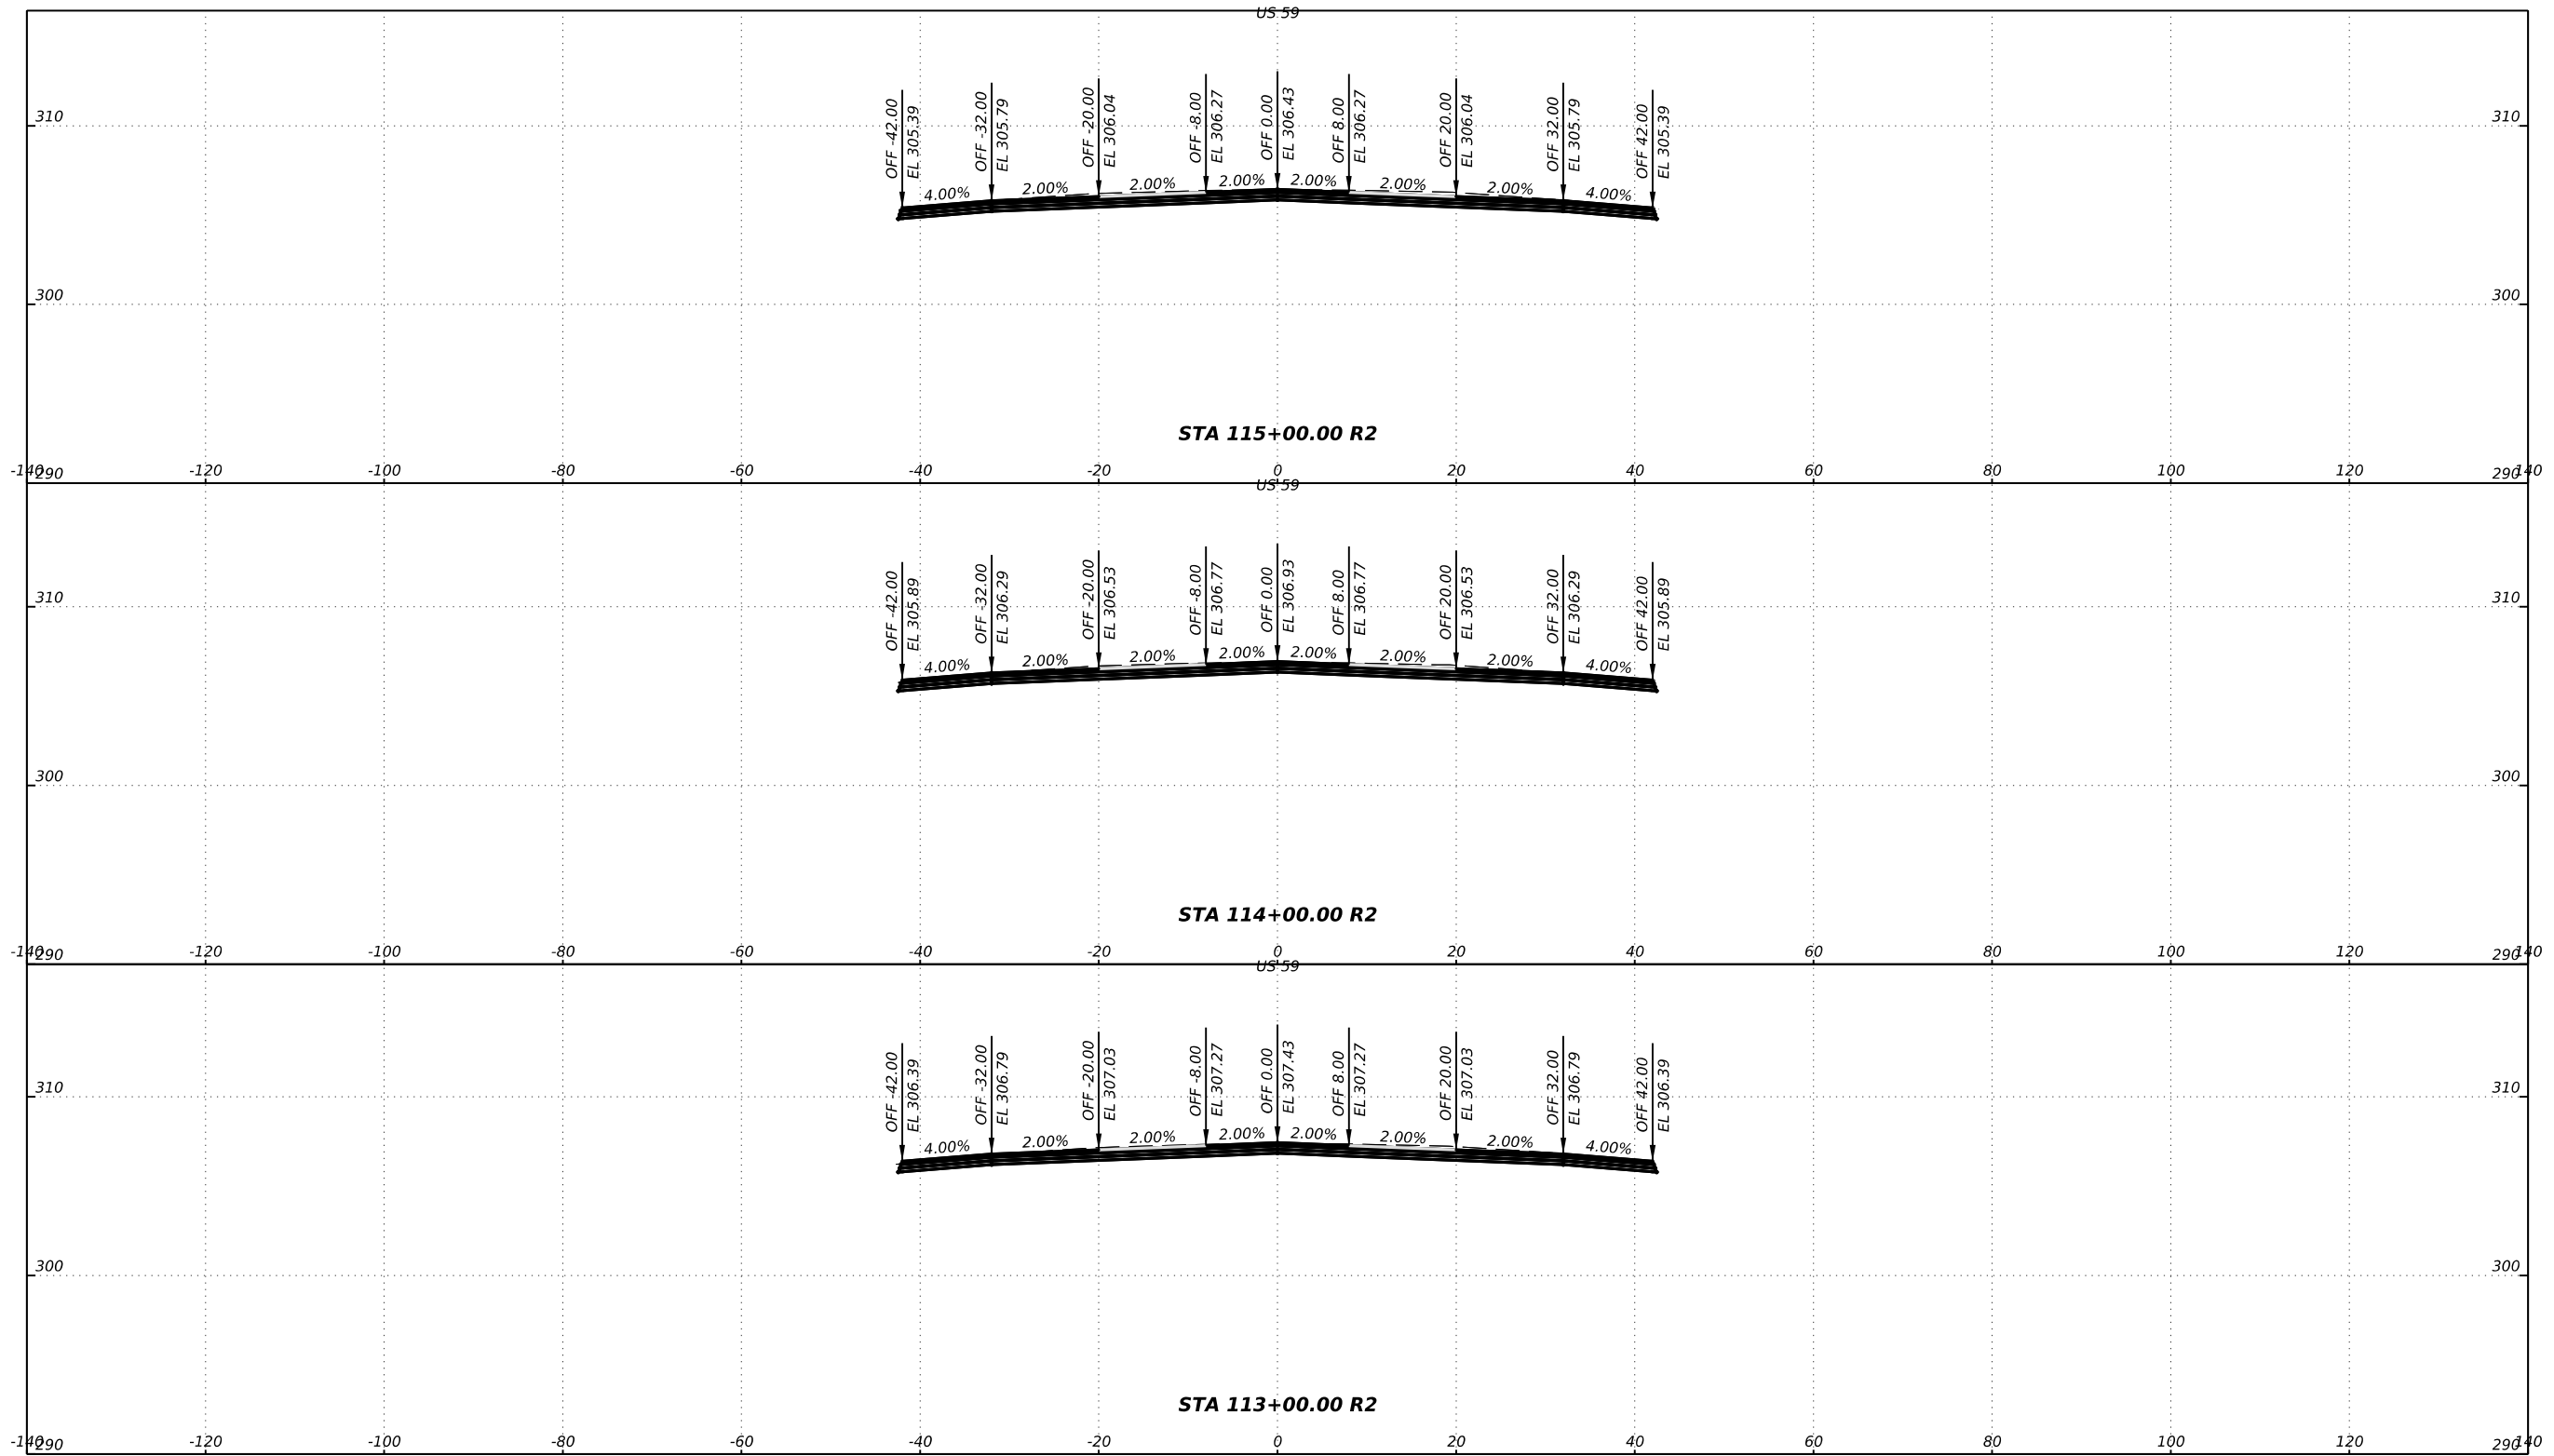 US 59
OFF -42.00
EL 305.39
OFF -32.00
EL 305.79
OFF -20.00
EL 306.04
OFF -8.00
EL 306.27
OFF 0.00
EL 306.43
OFF 8.00
EL 306.27
OFF 20.00
EL 306.04
OFF 32.00
EL 305.79
OFF 42.00
EL 305.39
310 310
4.00% 2.00% 2.00% 2.00% 2.00% 2.00% 2.00% 4.00%
300 300
STA 115+00.00 R2
-140 -120 -100 -80 -60 -40 -20 0 20 40 60 80 100 120 140
290 290
US 59
OFF -42.00
EL 305.89
OFF -32.00
EL 306.29
OFF -20.00
EL 306.53
OFF -8.00
EL 306.77
OFF 0.00
EL 306.93
OFF 8.00
EL 306.77
OFF 20.00
EL 306.53
OFF 32.00
EL 306.29
OFF 42.00
EL 305.89
310 310
4.00% 2.00% 2.00% 2.00% 2.00% 2.00% 2.00% 4.00%
300 300
STA 114+00.00 R2
-140 -120 -100 -80 -60 -40 -20 0 20 40 60 80 100 120 140
290 290
US 59
OFF -42.00
EL 306.39
OFF -32.00
EL 306.79
OFF -20.00
EL 307.03
OFF -8.00
EL 307.27
OFF 0.00
EL 307.43
OFF 8.00
EL 307.27
OFF 20.00
EL 307.03
OFF 32.00
EL 306.79
OFF 42.00
EL 306.39
310 310
4.00% 2.00% 2.00% 2.00% 2.00% 2.00% 2.00% 4.00%
300 300
STA 113+00.00 R2
-140 -120 -100 -80 -60 -40 -20 0 20 40 60 80 100 120 140
290 290